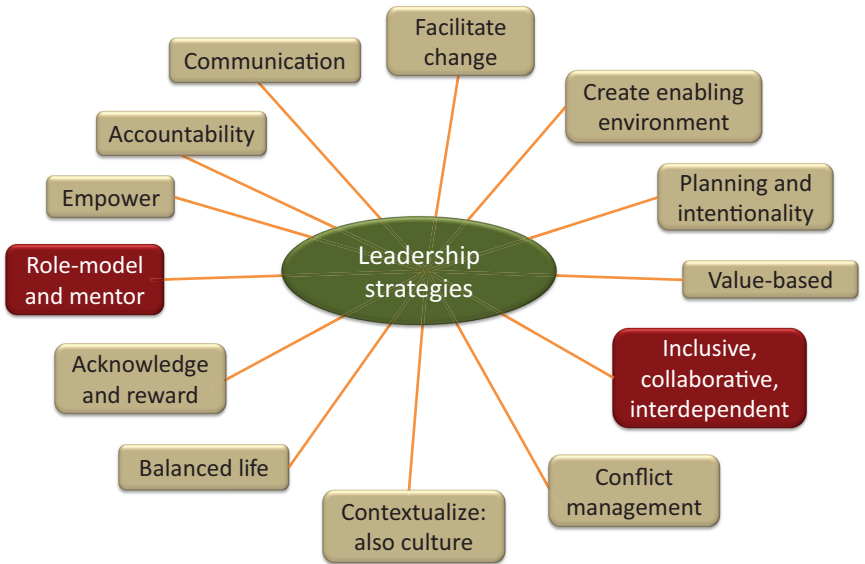 Facilitate
change
Communication
Create enabling
environment
Accountability
Planning and
intentionality
Empower
Leadership
strategies
Role-model
and mentor
Value-based
Inclusive,
collaborative,
interdependent
Acknowledge
and reward
Balanced life
Conflict
management
Contextualize:
also culture